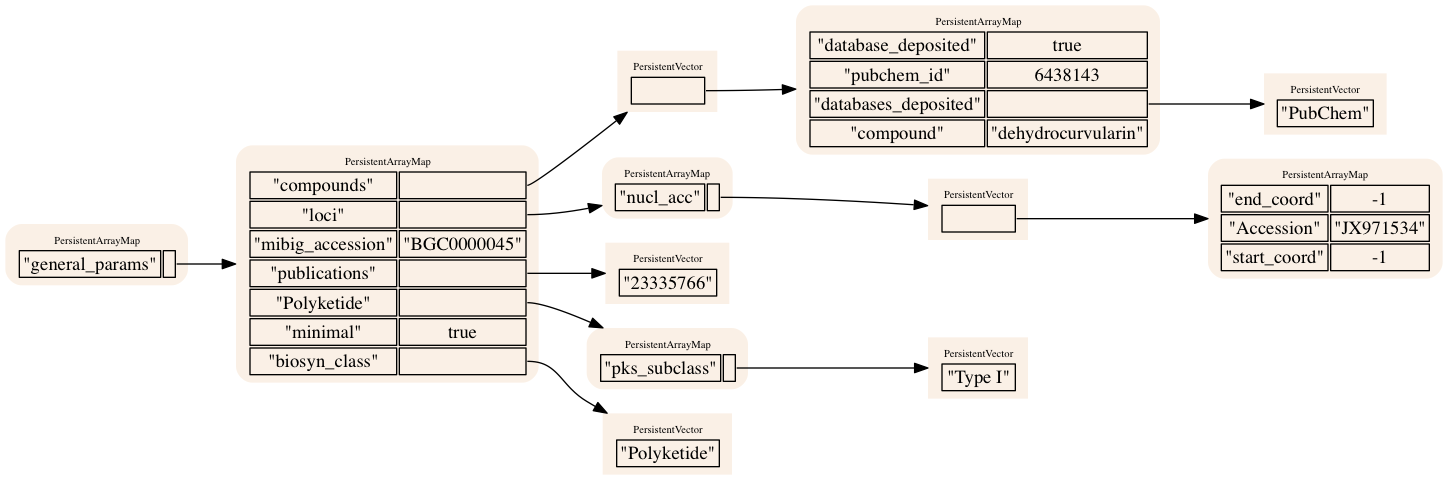 PersistentArrayMap
"general_params"
PersistentArrayMap
"compounds"
"loci"
"mibig_accession" "BGC0000045"
"publications"
"Polyketide"
"minimal" true
"biosyn_class"
PersistentVector
PersistentArrayMap
"database_deposited" true
"pubchem_id" 6438143
"databases_deposited"
"compound" "dehydrocurvularin"
PersistentVector
"PubChem"
PersistentArrayMap
"nucl_acc"
PersistentVector
PersistentArrayMap
"end_coord" -1
"Accession" "JX971534"
"start_coord" -1
PersistentVector
"23335766"
PersistentArrayMap
"pks_subclass"
PersistentVector
"Type I"
PersistentVector
"Polyketide"